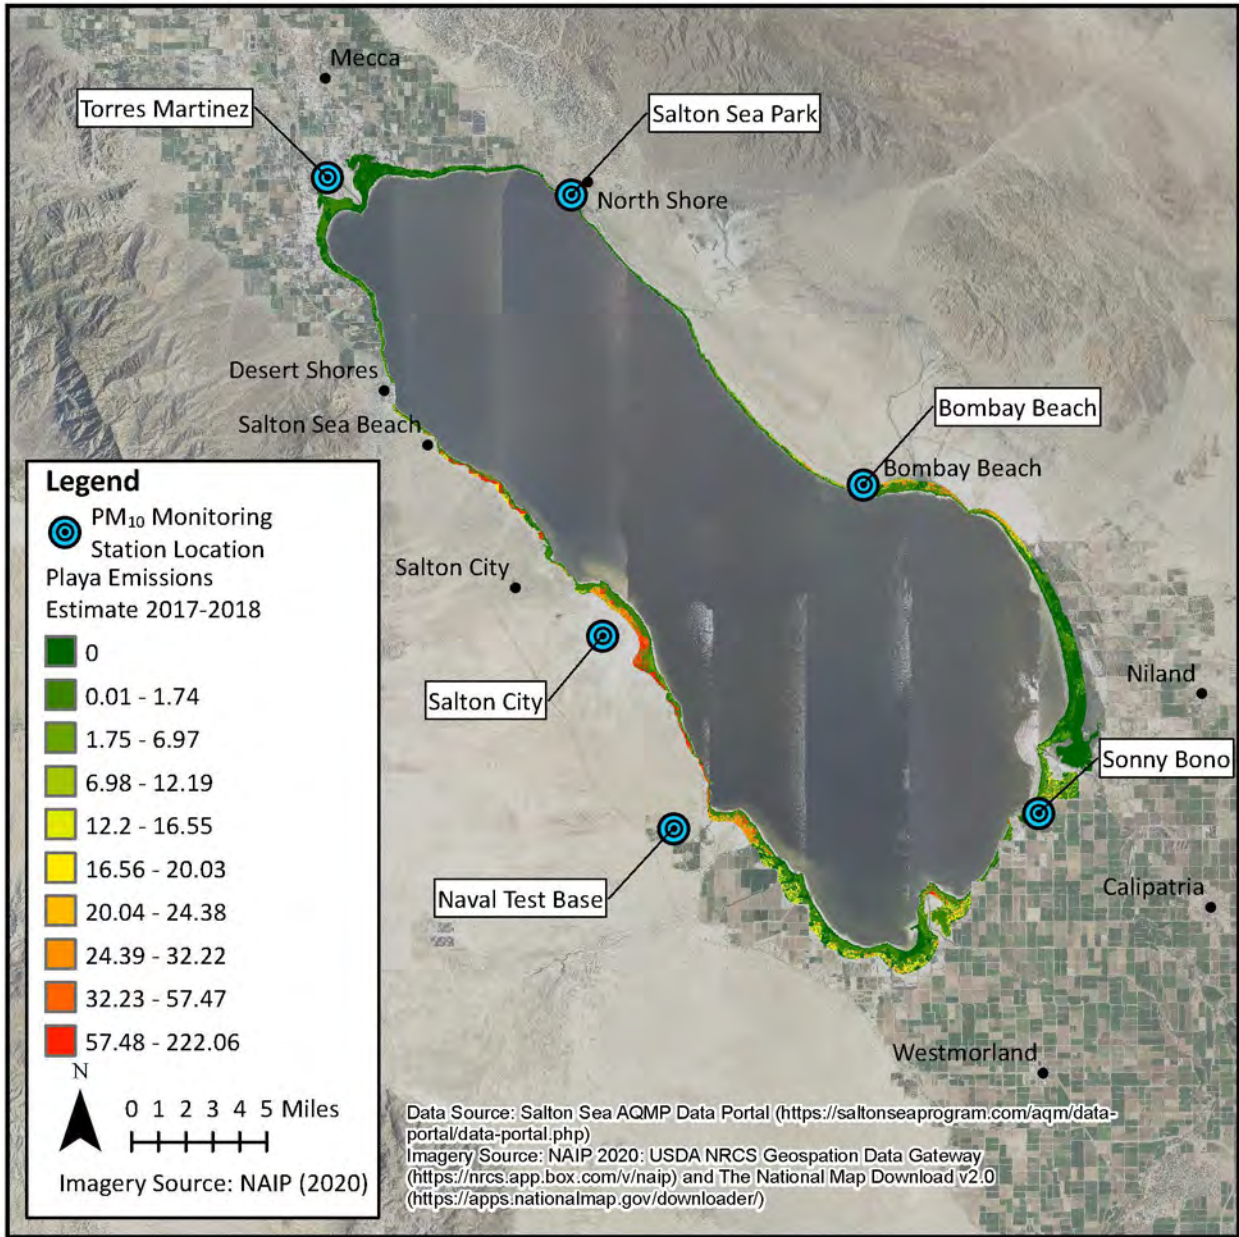 Mecca
Torres Martinez
Salton Sea Park
North Shore
Desert Shores
Salton Sea Beach
Bombay Beach
Bombay Beach
Salton City
Salton City
Niland
Sonny Bono
Naval Test Base
Calipatria
Westmorland
Legend
PM₁₀ Monitoring
Station Location
Playa Emissions
Estimate 2017-2018
0
0.01 - 1.74
1.75 - 6.97
6.98 - 12.19
12.2 - 16.55
16.56 - 20.03
20.04 - 24.38
24.39 - 32.22
32.23 - 57.47
57.48 - 222.06
N
0 1 2 3 4 5 Miles
Imagery Source: NAIP (2020)
Data Source: Salton Sea AQMP Data Portal (https://saltonseaprogram.com/aqm/data-
portal/data-portal.php)
Imagery Source: NAIP 2020: USDA NRCS Geospation Data Gateway
(https://nrcs.app.box.com/v/naip) and The National Map Download v2.0
(https://apps.nationalmap.gov/downloader/)